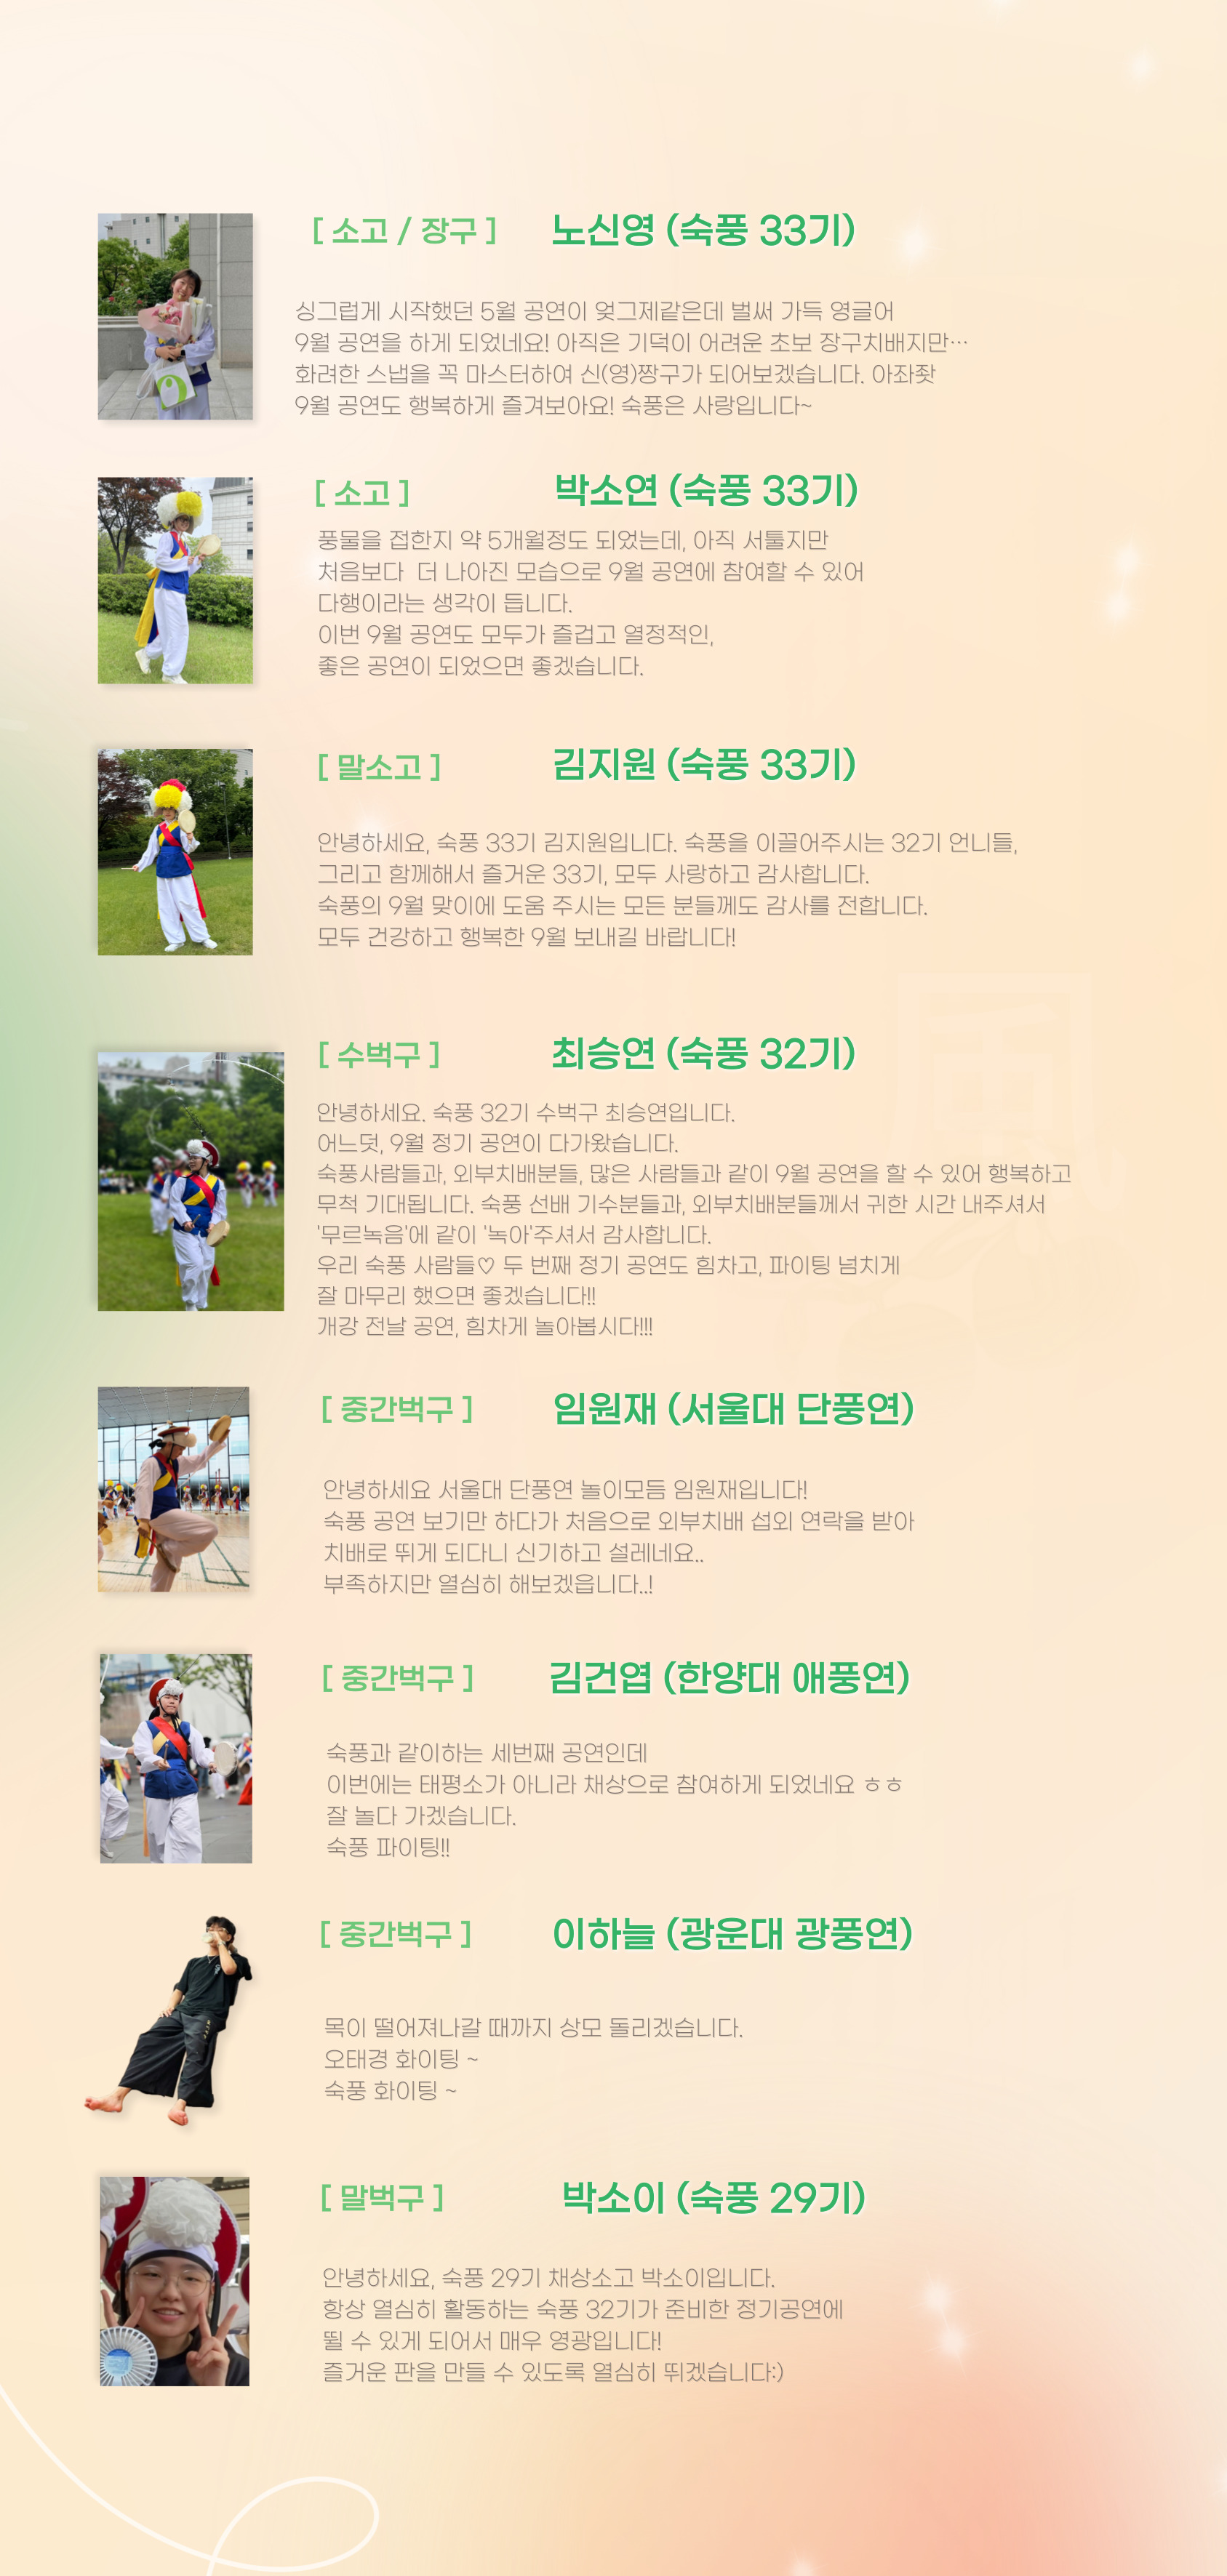 [ 소고 / 장구 ] 노신영 (숙풍 33기)
싱그럽게 시작했던 5월 공연이 엊그제같은데 벌써 가득 영글어
9월 공연을 하게 되었네요! 아직은 기덕이 어려운 초보 장구치배지만…
화려한 스냅을 꼭 마스터하여 신(영)짱구가 되어보겠습니다. 아좌좟
9월 공연도 행복하게 즐겨보아요! 숙풍은 사랑입니다~
[ 소고 ] 박소연 (숙풍 33기)
풍물을 접한지 약 5개월정도 되었는데, 아직 서툴지만
처음보다  더 나아진 모습으로 9월 공연에 참여할 수 있어
다행이라는 생각이 듭니다.
이번 9월 공연도 모두가 즐겁고 열정적인,
좋은 공연이 되었으면 좋겠습니다.
[ 말소고 ] 김지원 (숙풍 33기)
안녕하세요, 숙풍 33기 김지원입니다. 숙풍을 이끌어주시는 32기 언니들,
그리고 함께해서 즐거운 33기, 모두 사랑하고 감사합니다.
숙풍의 9월 맞이에 도움 주시는 모든 분들께도 감사를 전합니다.
모두 건강하고 행복한 9월 보내길 바랍니다!
[ 수벅구 ] 최승연 (숙풍 32기)
안녕하세요. 숙풍 32기 수벅구 최승연입니다.
어느덧, 9월 정기 공연이 다가왔습니다.
숙풍사람들과, 외부치배분들, 많은 사람들과 같이 9월 공연을 할 수 있어 행복하고
무척 기대됩니다. 숙풍 선배 기수분들과, 외부치배분들께서 귀한 시간 내주셔서
'무르녹음'에 같이 '녹아'주셔서 감사합니다.
우리 숙풍 사람들♡ 두 번째 정기 공연도 힘차고, 파이팅 넘치게
잘 마무리 했으면 좋겠습니다!!
개강 전날 공연, 힘차게 놀아봅시다!!!
[ 중간벅구 ] 임원재 (서울대 단풍연)
안녕하세요 서울대 단풍연 놀이모듬 임원재입니다!
숙풍 공연 보기만 하다가 처음으로 외부치배 섭외 연락을 받아
치배로 뛰게 되다니 신기하고 설레네요..
부족하지만 열심히 해보겠읍니다..!
[ 중간벅구 ] 김건엽 (한양대 애풍연)
숙풍과 같이하는 세번째 공연인데
이번에는 태평소가 아니라 채상으로 참여하게 되었네요 ㅎㅎ
잘 놀다 가겠습니다.
숙풍 파이팅!!
[ 중간벅구 ] 이하늘 (광운대 광풍연)
목이 떨어져나갈 때까지 상모 돌리겠습니다.
오태경 화이팅 ~
숙풍 화이팅 ~
[ 말벅구 ] 박소이 (숙풍 29기)
안녕하세요, 숙풍 29기 채상소고 박소이입니다.
항상 열심히 활동하는 숙풍 32기가 준비한 정기공연에
뛸 수 있게 되어서 매우 영광입니다!
즐거운 판을 만들 수 있도록 열심히 뛰겠습니다:)